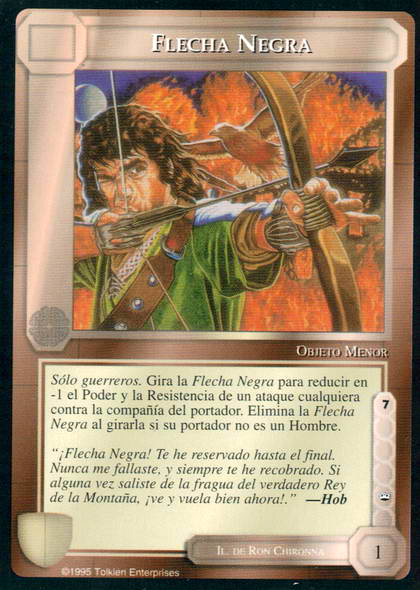 FLECHA NEGRA
OBJETO MENOR
Sólo guerreros. Gira la Flecha Negra para reducir en
-1 el Poder y la Resistencia de un ataque cualquiera
contra la compañía del portador. Elimina la Flecha
Negra al girarla si su portador no es un Hombre.
"¡Flecha Negra! Te he reservado hasta el final.
Nunca me fallaste, y siempre te he recobrado. Si
alguna vez saliste de la fragua del verdadero Rey
de la Montaña, ¡ve y vuela bien ahora!." —Hob
7
IL. DE RON CHIRONNA
1
©1995 Tolkien Enterprises